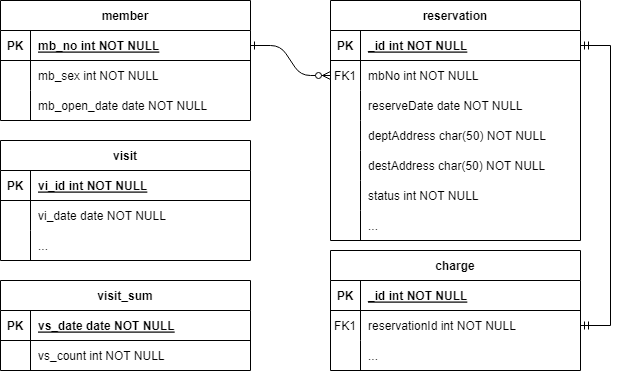 member
PK mb_no int NOT NULL
mb_sex int NOT NULL
mb_open_date date NOT NULL
visit
PK vi_id int NOT NULL
vi_date date NOT NULL
...
visit_sum
PK vs_date date NOT NULL
vs_count int NOT NULL
reservation
PK _id int NOT NULL
FK1 mbNo int NOT NULL
reserveDate date NOT NULL
deptAddress char(50) NOT NULL
destAddress char(50) NOT NULL
status int NOT NULL
...
charge
PK _id int NOT NULL
FK1 reservationId int NOT NULL
...